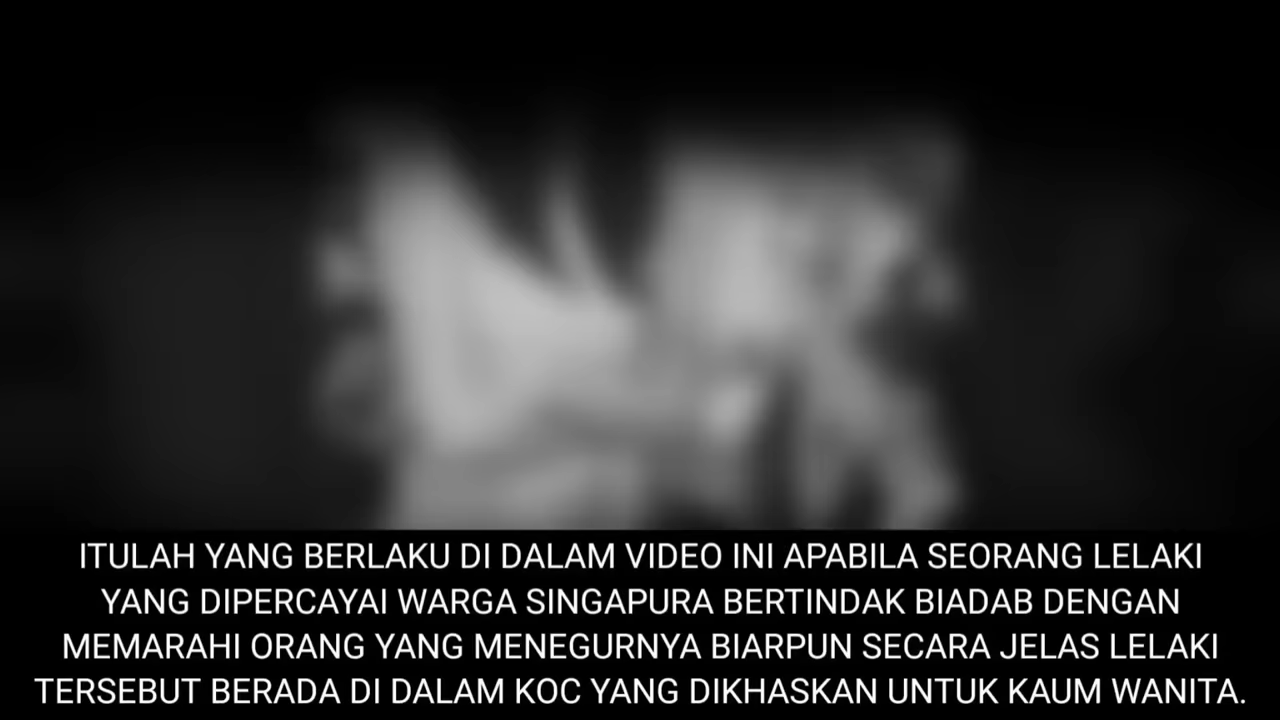 ITULAH YANG BERLAKU DI DALAM VIDEO INI APABILA SEORANG LELAKI
YANG DIPERCAYAI WARGA SINGAPURA BERTINDAK BIADAB DENGAN
MEMARAHI ORANG YANG MENEGURNYA BIARPUN SECARA JELAS LELAKI
TERSEBUT BERADA DI DALAM KOC YANG DIKHASKAN UNTUK KAUM WANITA.